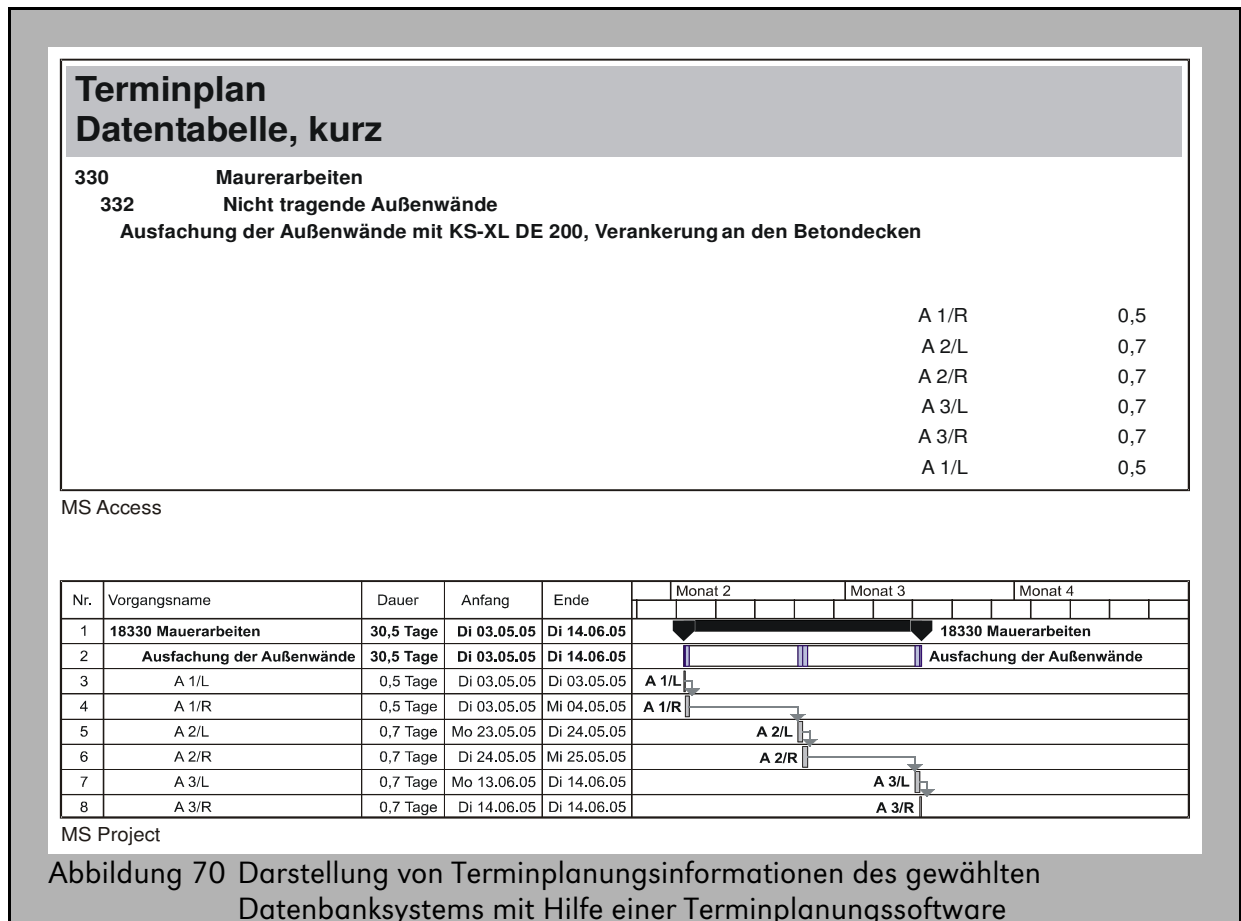 Terminplan
Datentabelle, kurz
330 Maurerarbeiten
332 Nicht tragende Außenwände
Ausfachung der Außenwände mit KS-XL DE 200, Verankerung an den Betondecken
A 1/R 0,5
A 2/L 0,7
A 2/R 0,7
A 3/L 0,7
A 3/R 0,7
A 1/L 0,5
MS Access
Nr. Vorgangsname Dauer Anfang Ende Monat 2 Monat 3 Monat 4
1 18330 Mauerarbeiten 30,5 Tage Di 03.05.05 Di 14.06.05 18330 Mauerarbeiten
2 Ausfachung der Außenwände 30,5 Tage Di 03.05.05 Di 14.06.05 Ausfachung der Außenwände
3 A 1/L 0,5 Tage Di 03.05.05 Di 03.05.05 A 1/L
4 A 1/R 0,5 Tage Di 03.05.05 Mi 04.05.05 A 1/R
5 A 2/L 0,7 Tage Mo 23.05.05 Di 24.05.05 A 2/L
6 A 2/R 0,7 Tage Di 24.05.05 Mi 25.05.05 A 2/R
7 A 3/L 0,7 Tage Mo 13.06.05 Di 14.06.05 A 3/L
8 A 3/R 0,7 Tage Di 14.06.05 Di 14.06.05 A 3/R
MS Project
Abbildung 70 Darstellung von Terminplanungsinformationen des gewählten
Datenbanksystems mit Hilfe einer Terminplanungssoftware